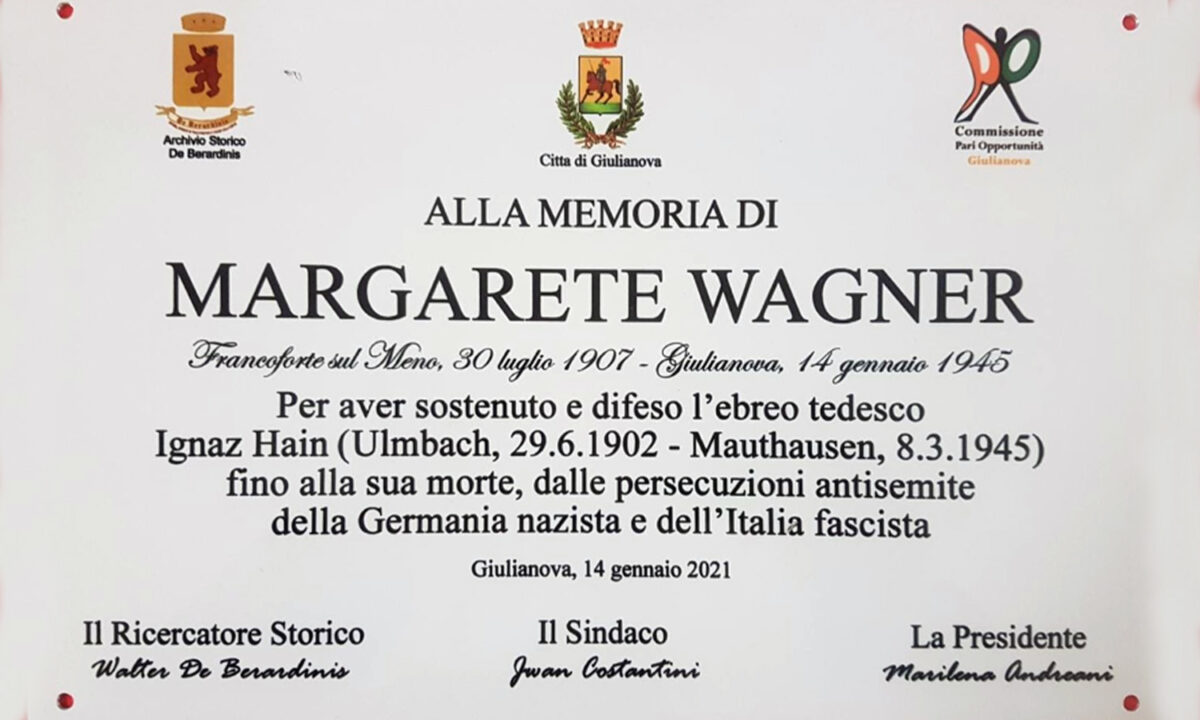 De Berardinis
Archivio Storico
De Berardinis
Citta di Giulianova
Commissione
Pari Opportunità
Giulianova
ALLA MEMORIA DI
MARGARETE WAGNER
Francoforte sul Meno, 30 luglio 1907 - Giulianova, 14 gennaio 1945
Per aver sostenuto e difeso l'ebreo tedesco
Ignaz Hain (Ulmbach, 29.6.1902 - Mauthausen, 8.3.1945)
fino alla sua morte, dalle persecuzioni antisemite
della Germania nazista e dell'Italia fascista
Giulianova, 14 gennaio 2021
Il Ricercatore Storico
Walter De Berardinis
Il Sindaco
Jwan Costantini
La Presidente
Marilena Andreani